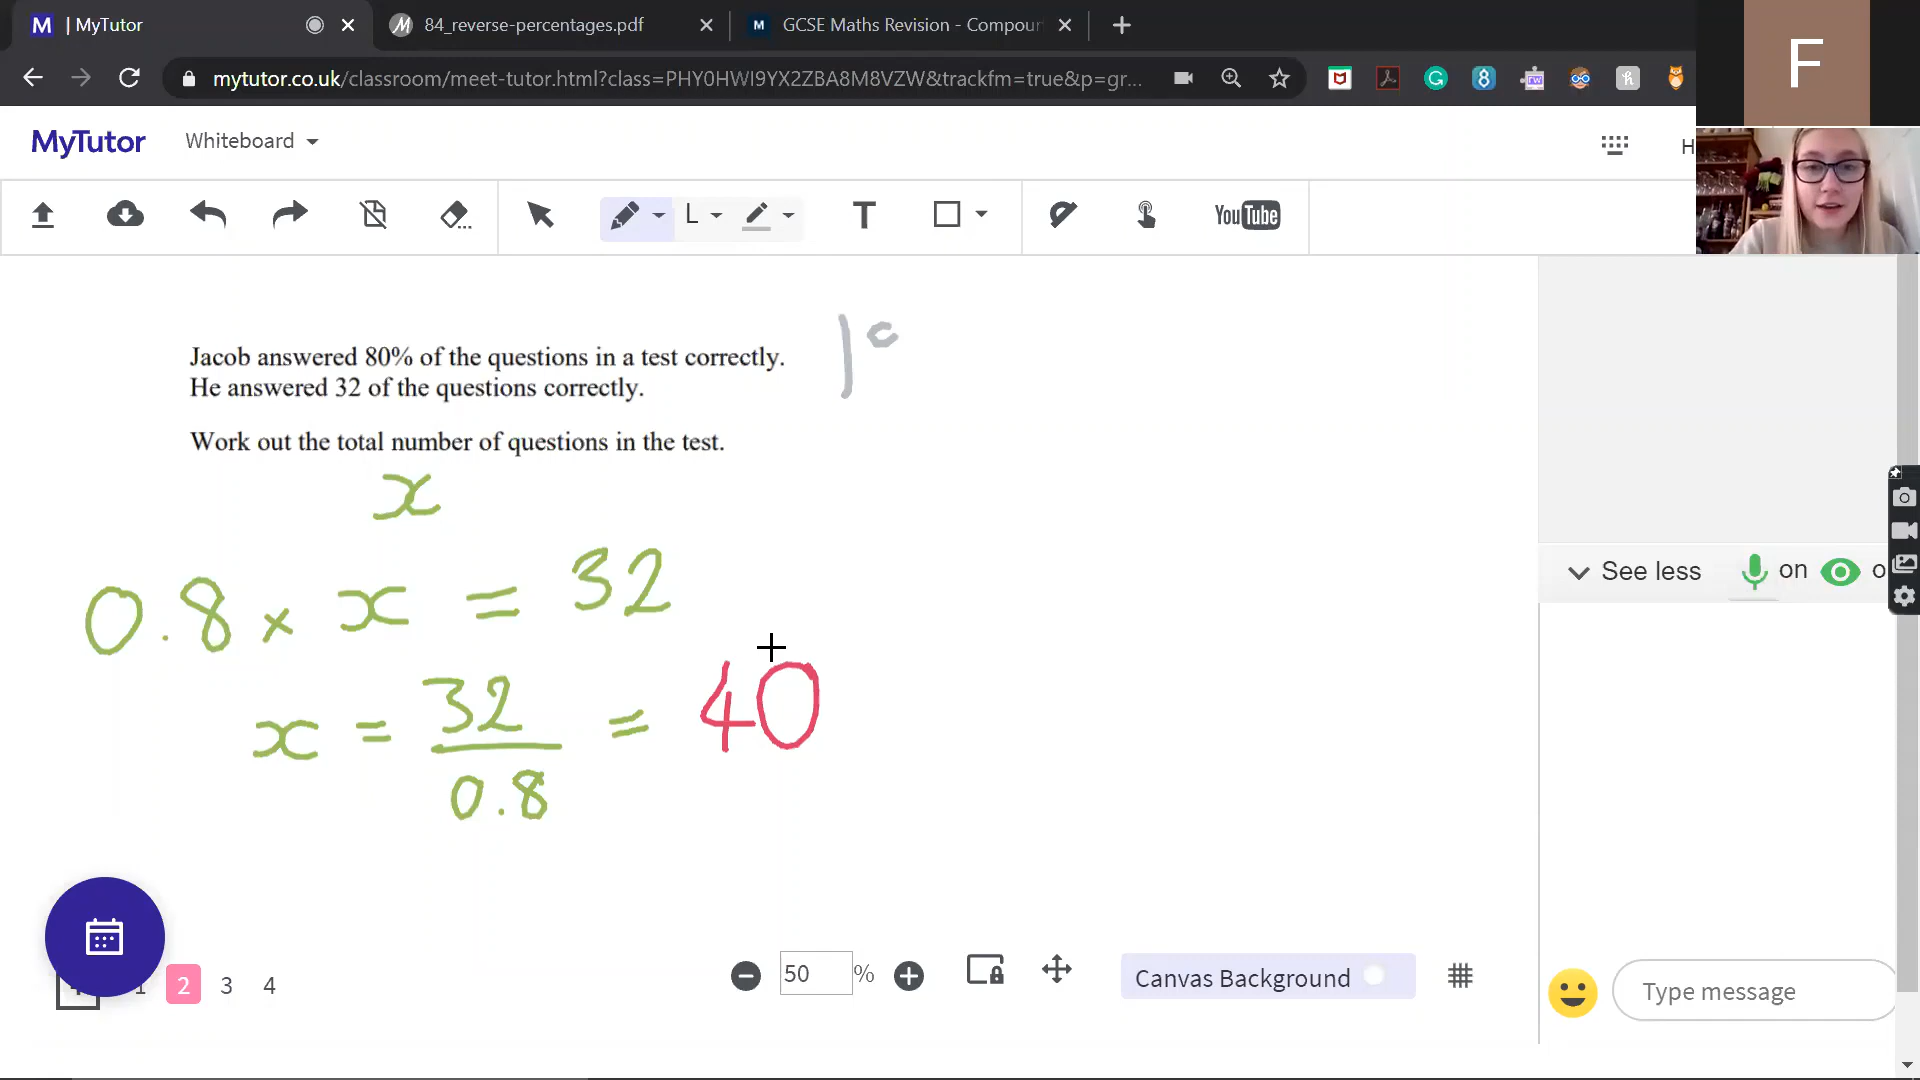 | MyTutor
84_reverse-percentages.pdf
GCSE Maths Revision - Compour
mytutor.co.uk/classroom/meet-tutor.html?class=PHY0HWI9YX2ZBA8M8VZW&trackfm=true&p=gr...
F
MyTutor
Whiteboard
H
L
T
YouTube
Jacob answered 80% of the questions in a test correctly.
He answered 32 of the questions correctly.
Work out the total number of questions in the test.
x
0.8 × x = 32
x = 32/0.8 = 40
See less
on
o
1
2
3
4
50
%
Canvas Background
Type message